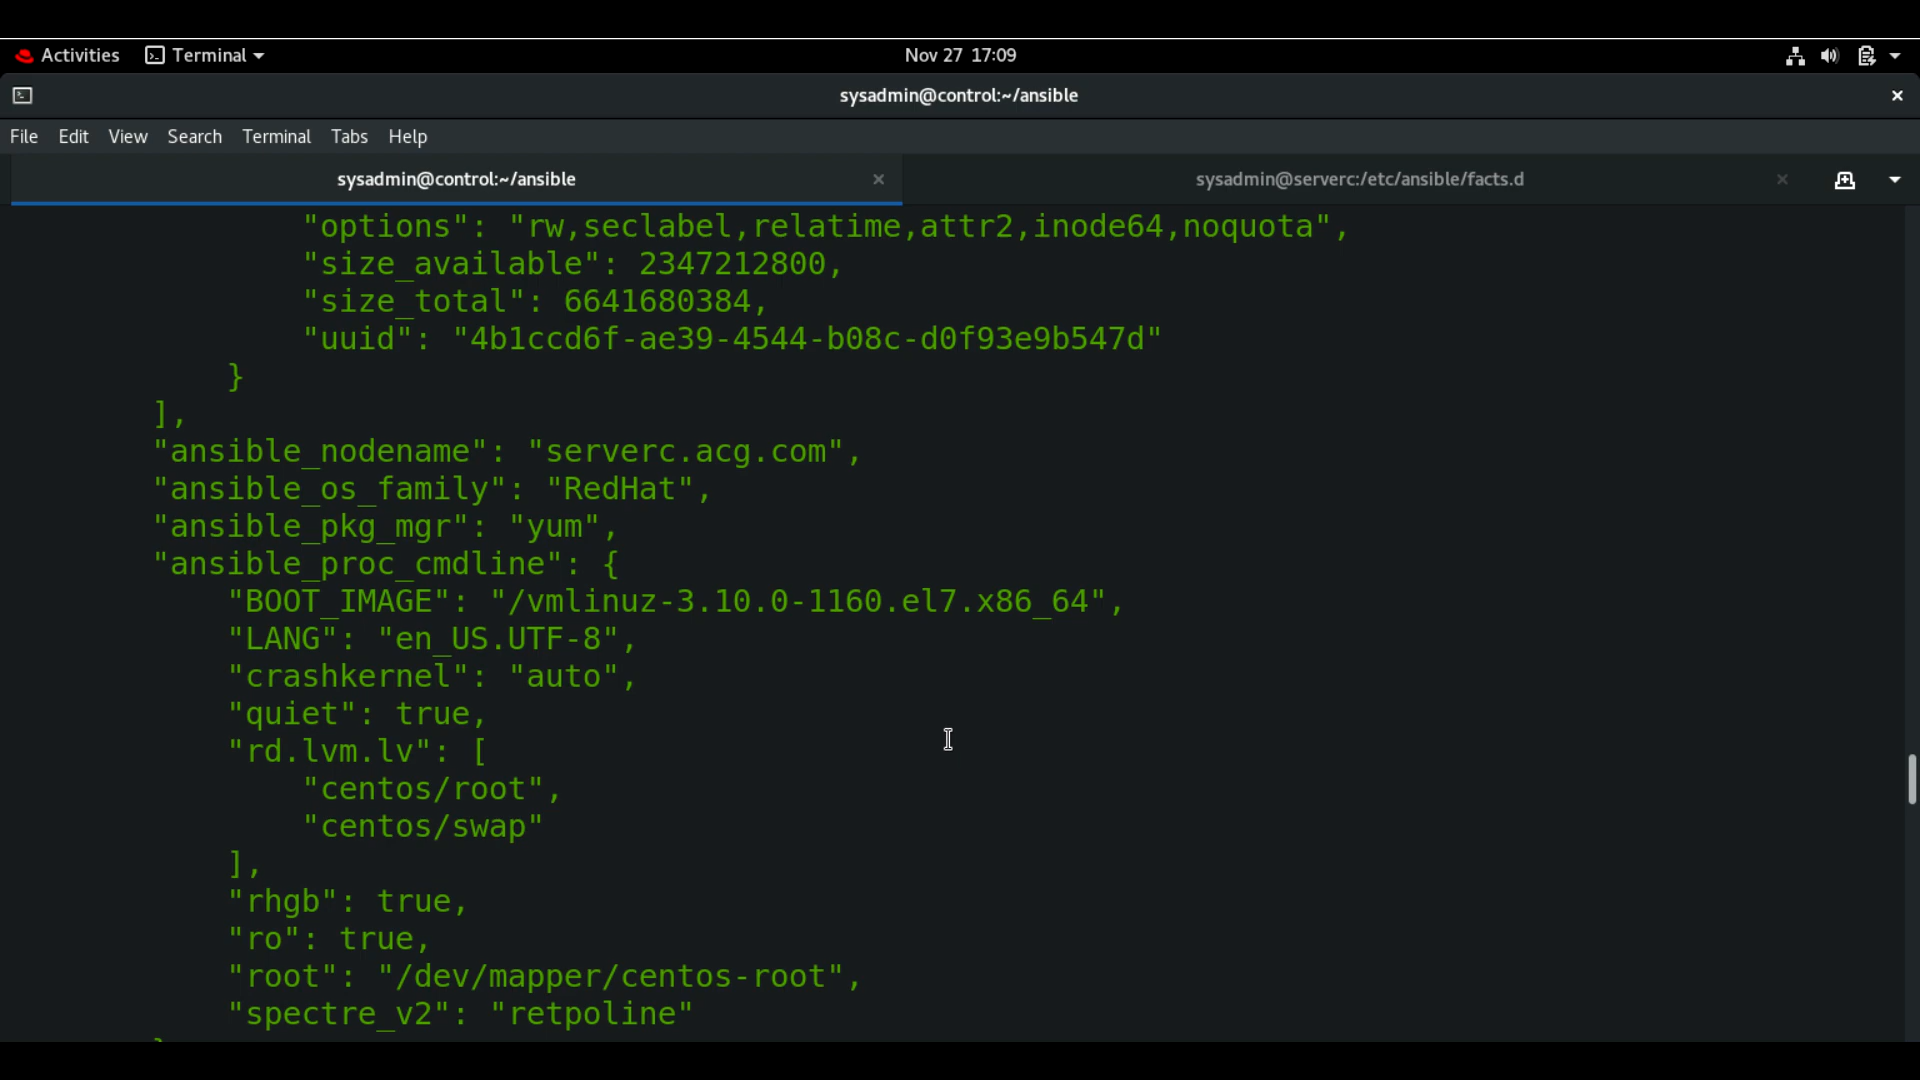 Activities Terminal Nov 27 17:09
sysadmin@control:~/ansible
File Edit View Search Terminal Tabs Help
sysadmin@control:~/ansible sysadmin@serverc:/etc/ansible/facts.d
"options": "rw,seclabel,relatime,attr2,inode64,noquota",
"size_available": 2347212800,
"size_total": 6641680384,
"uuid": "4b1ccd6f-ae39-4544-b08c-d0f93e9b547d"
}
],
"ansible_nodename": "serverc.acg.com",
"ansible_os_family": "RedHat",
"ansible_pkg_mgr": "yum",
"ansible_proc_cmdline": {
"BOOT_IMAGE": "/vmlinuz-3.10.0-1160.el7.x86_64",
"LANG": "en_US.UTF-8",
"crashkernel": "auto",
"quiet": true,
"rd.lvm.lv": [
"centos/root",
"centos/swap"
],
"rhgb": true,
"ro": true,
"root": "/dev/mapper/centos-root",
"spectre_v2": "retpoline"